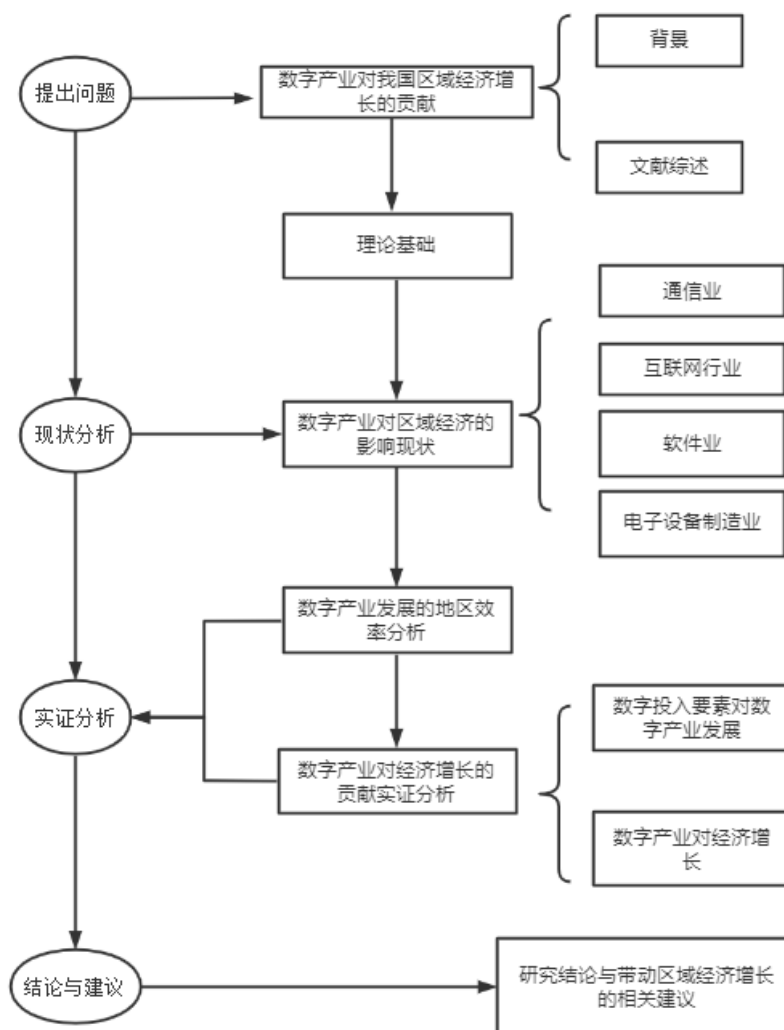 背景
提出问题
数字产业对我国区域经济增
长的贡献
文献综述
理论基础
通信业
互联网行业
现状分析
数字产业对区域经济的
影响现状
软件业
电子设备制造业
数字产业发展的地区效
率分析
实证分析
数字投入要素对数
字产业发展
数字产业对经济增长的
贡献实证分析
数字产业对经济增
长
结论与建议
研究结论与带动区域经济增长
的相关建议